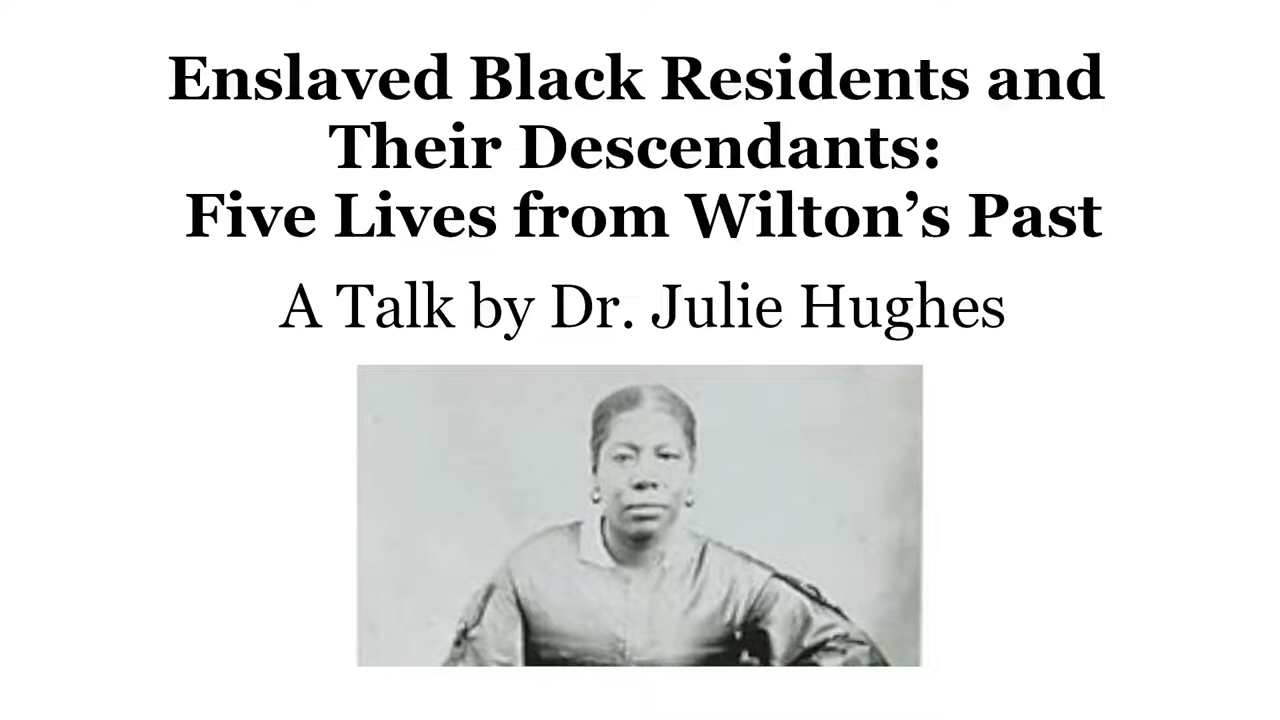 Enslaved Black Residents and
Their Descendants:
Five Lives from Wilton’s Past
A Talk by Dr. Julie Hughes